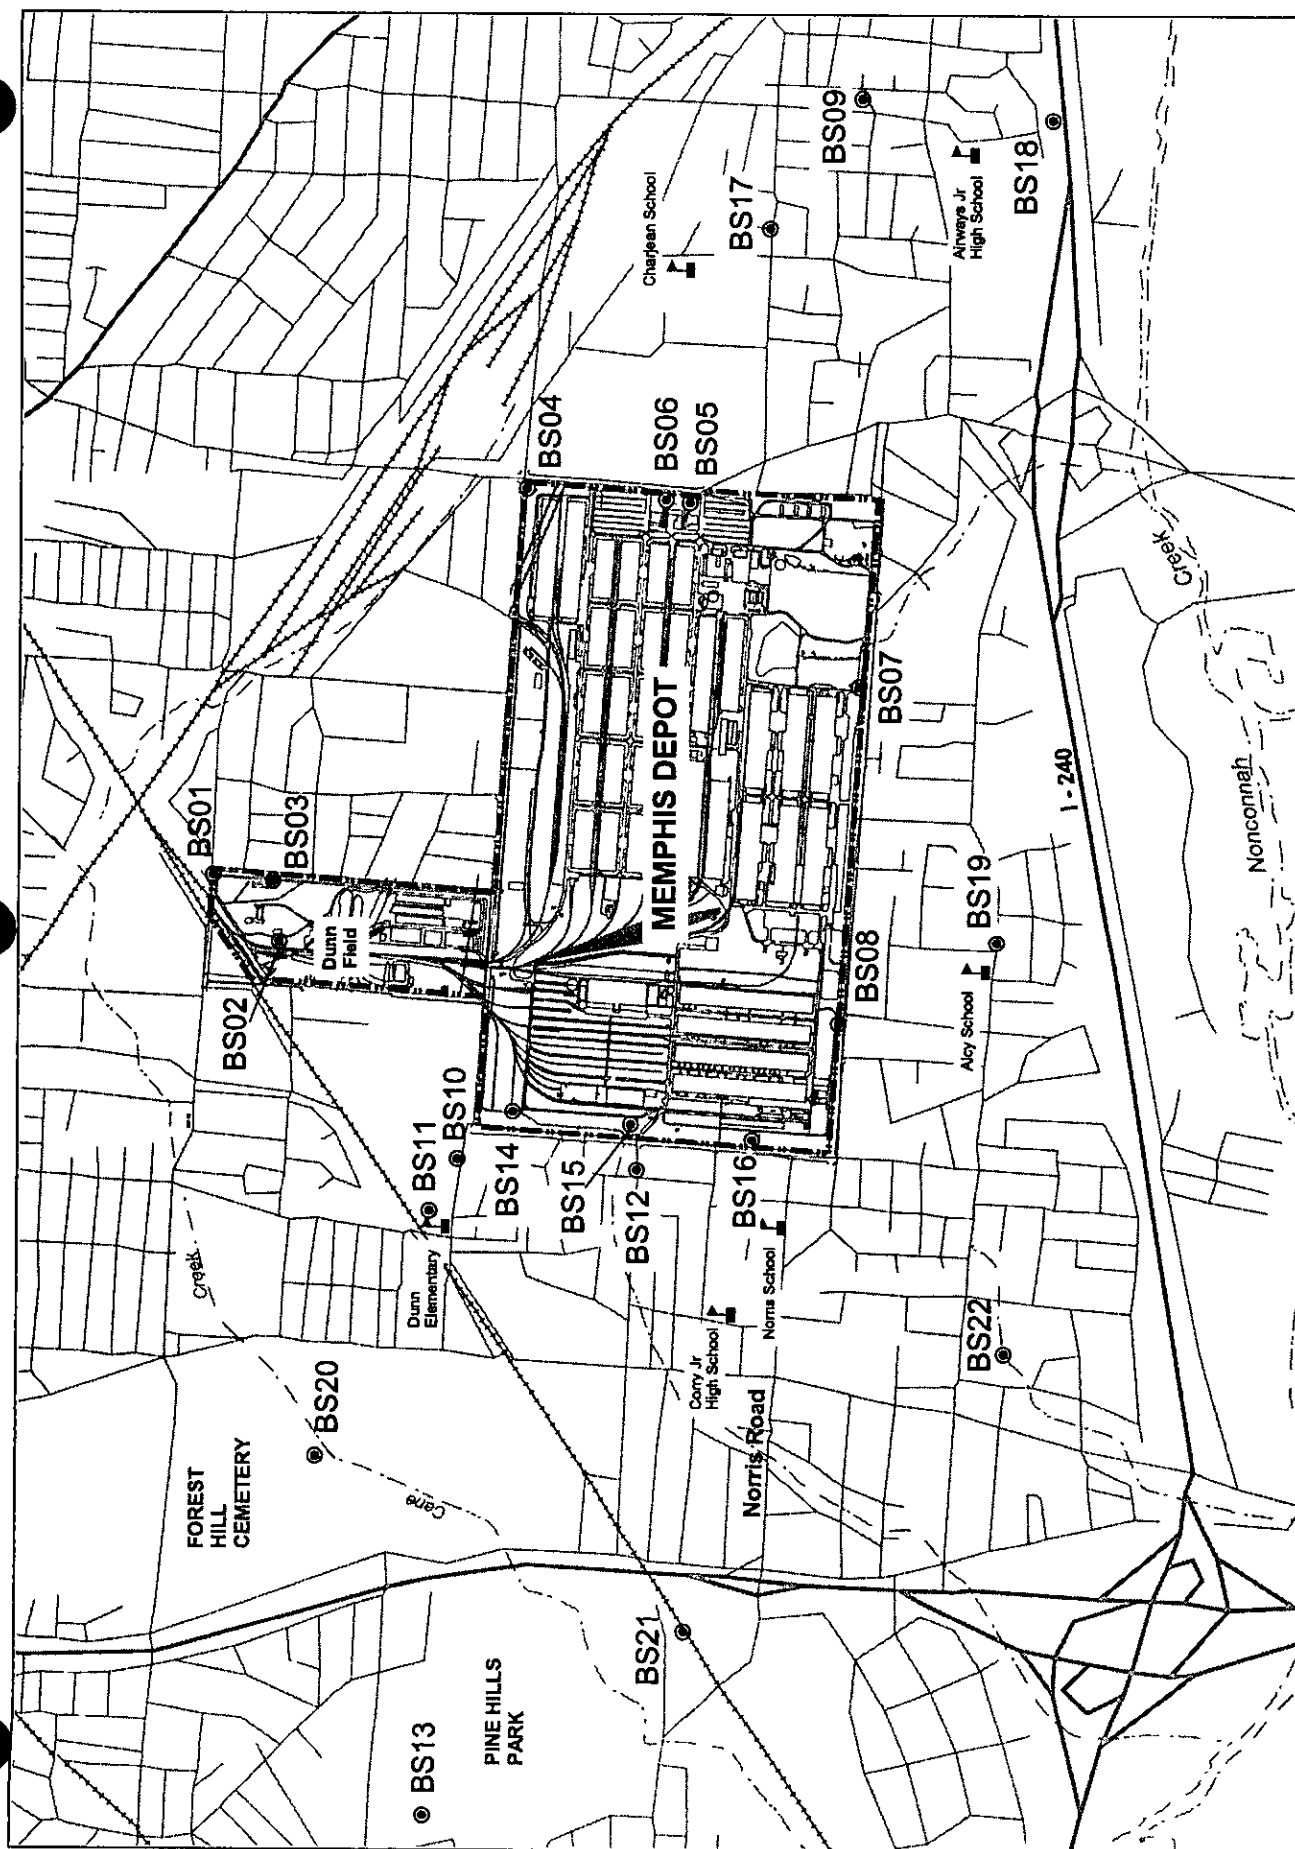 BS01
BS03
BS02
Dunn
Field
BS04
BS06
BS05
MEMPHIS DEPOT
BS07
BS08
BS09
BS17
BS18
Charjean School
Airways Jr
High School
BS19
Alcy School
I - 240
Creek
Nonconnah
BS10
BS11
BS14
BS15
BS12
BS16
Dunn
Elementary
Norris School
Corry Jr
High School
Norris Road
BS22
Creek
Cane
BS20
FOREST
HILL
CEMETERY
BS21
BS13
PINE HILLS
PARK